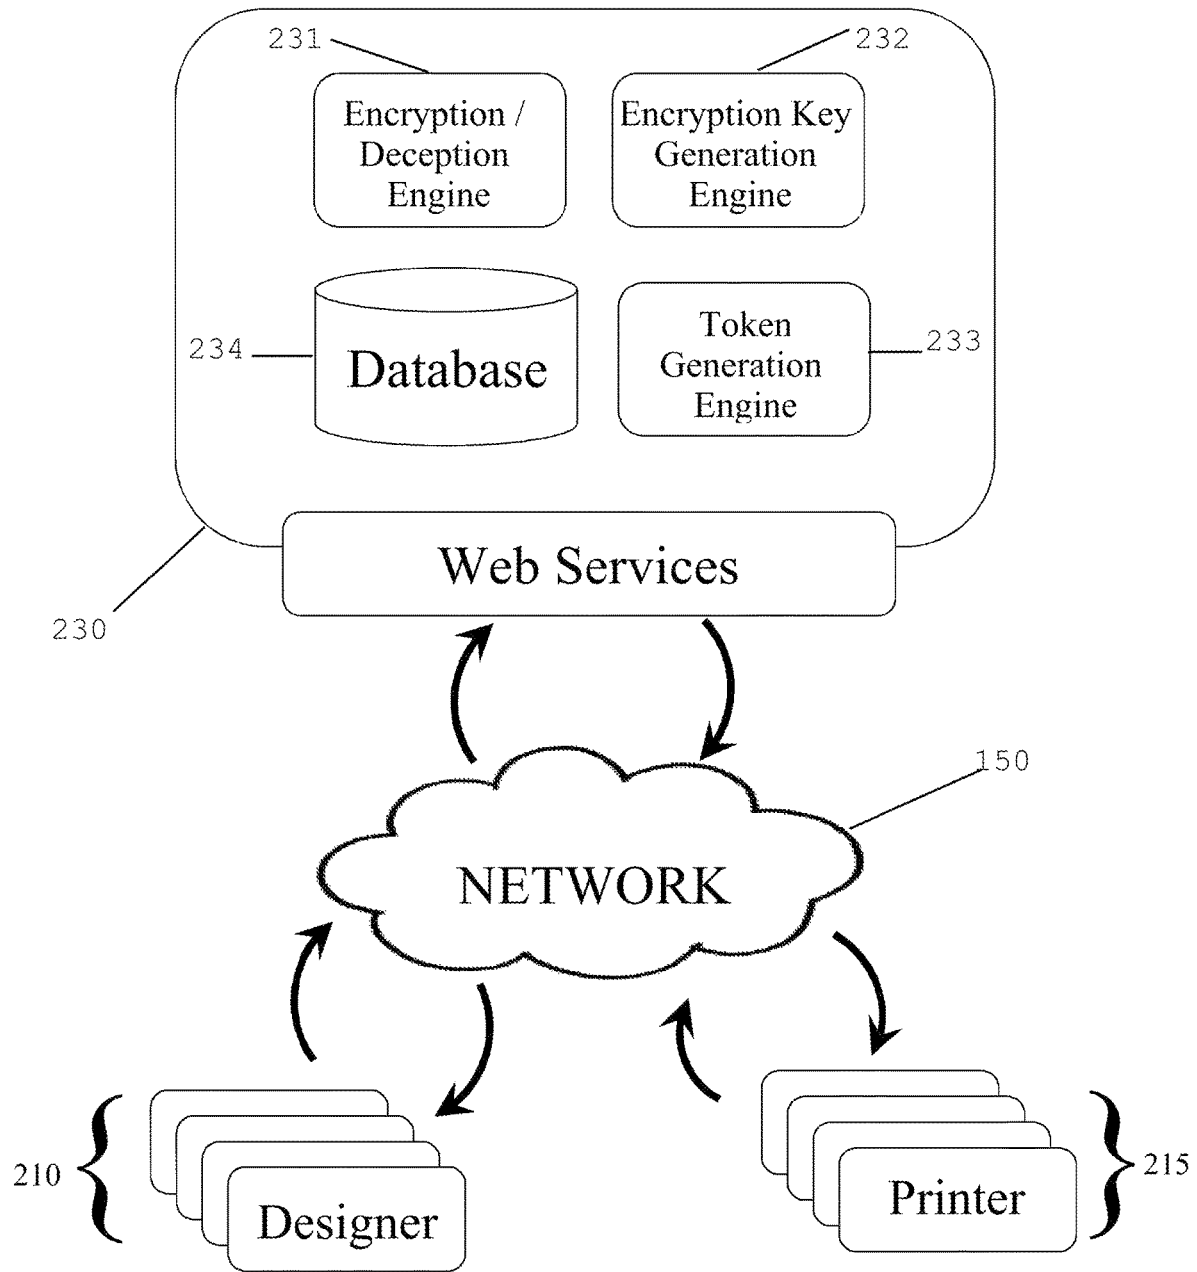 231
232
Encryption /
Deception
Engine
Encryption Key
Generation
Engine
234
Database
Token
Generation
Engine
233
Web Services
230
150
NETWORK
210
Designer
Printer
215